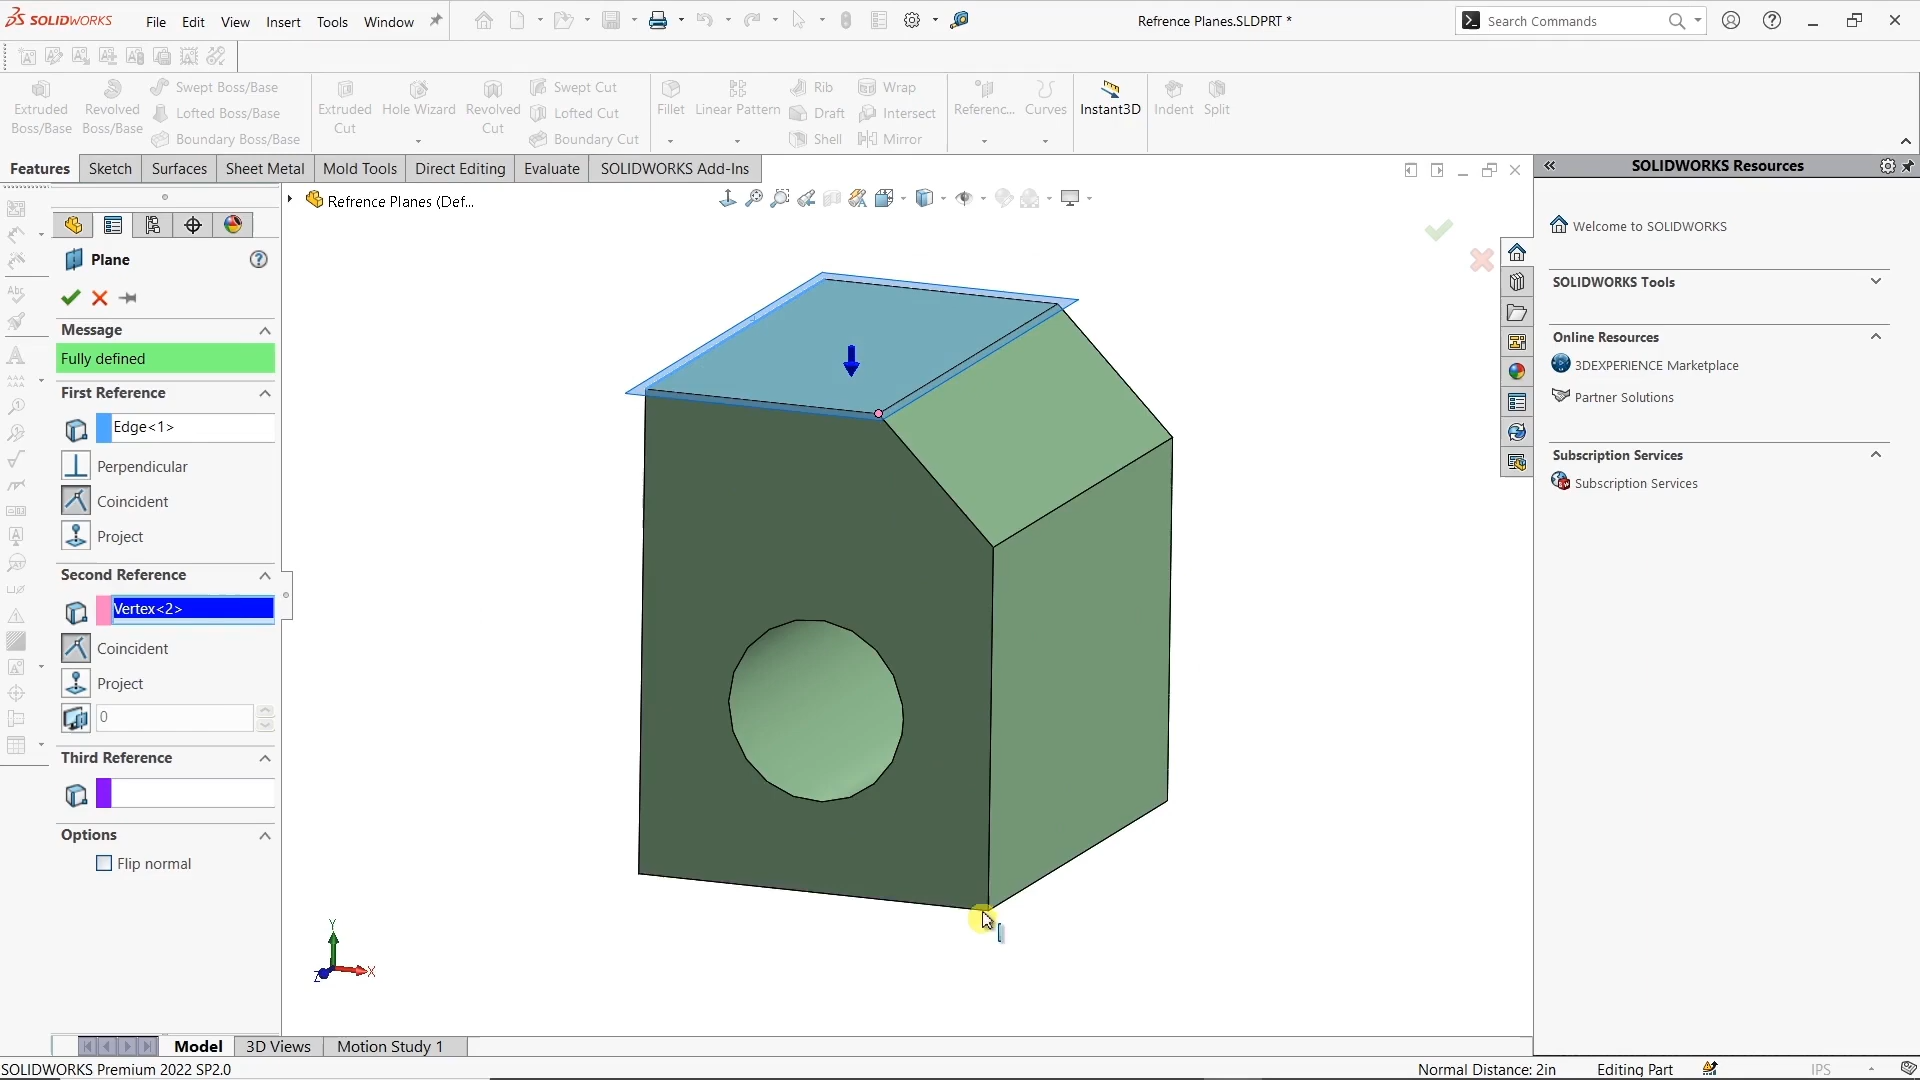 SOLIDWORKS File Edit View Insert Tools Window
Refrence Planes.SLDPRT *
Search Commands
Extruded Boss/Base
Revolved Boss/Base
Swept Boss/Base
Lofted Boss/Base
Boundary Boss/Base
Extruded Cut
Hole Wizard
Revolved Cut
Swept Cut
Lofted Cut
Boundary Cut
Fillet
Linear Pattern
Rib
Draft
Shell
Wrap
Intersect
Mirror
Referenc...
Curves
Instant3D
Indent
Split
Features Sketch Surfaces Sheet Metal Mold Tools Direct Editing Evaluate SOLIDWORKS Add-Ins
Refrence Planes (Def...
Plane
Message
Fully defined
First Reference
Edge<1>
Perpendicular
Coincident
Project
Second Reference
Vertex<2>
Coincident
Project
0
Third Reference
Options
Flip normal
Abc
Y
X
Z
SOLIDWORKS Resources
Welcome to SOLIDWORKS
SOLIDWORKS Tools
Online Resources
3DEXPERIENCE Marketplace
Partner Solutions
Subscription Services
Subscription Services
Model 3D Views Motion Study 1
SOLIDWORKS Premium 2022 SP2.0
Normal Distance: 2in
Editing Part
IPS